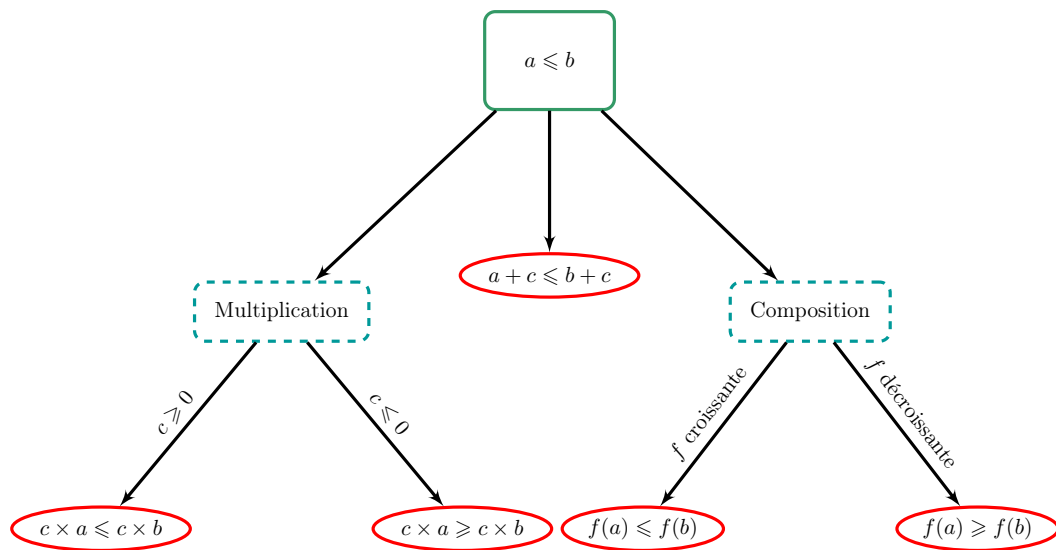 a ⩽ b
a + c ⩽ b + c
Multiplication
Composition
c ⩾ 0
c ⩽ 0
f croissante
f décroissante
c × a ⩽ c × b
c × a ⩾ c × b
f(a) ⩽ f(b)
f(a) ⩾ f(b)